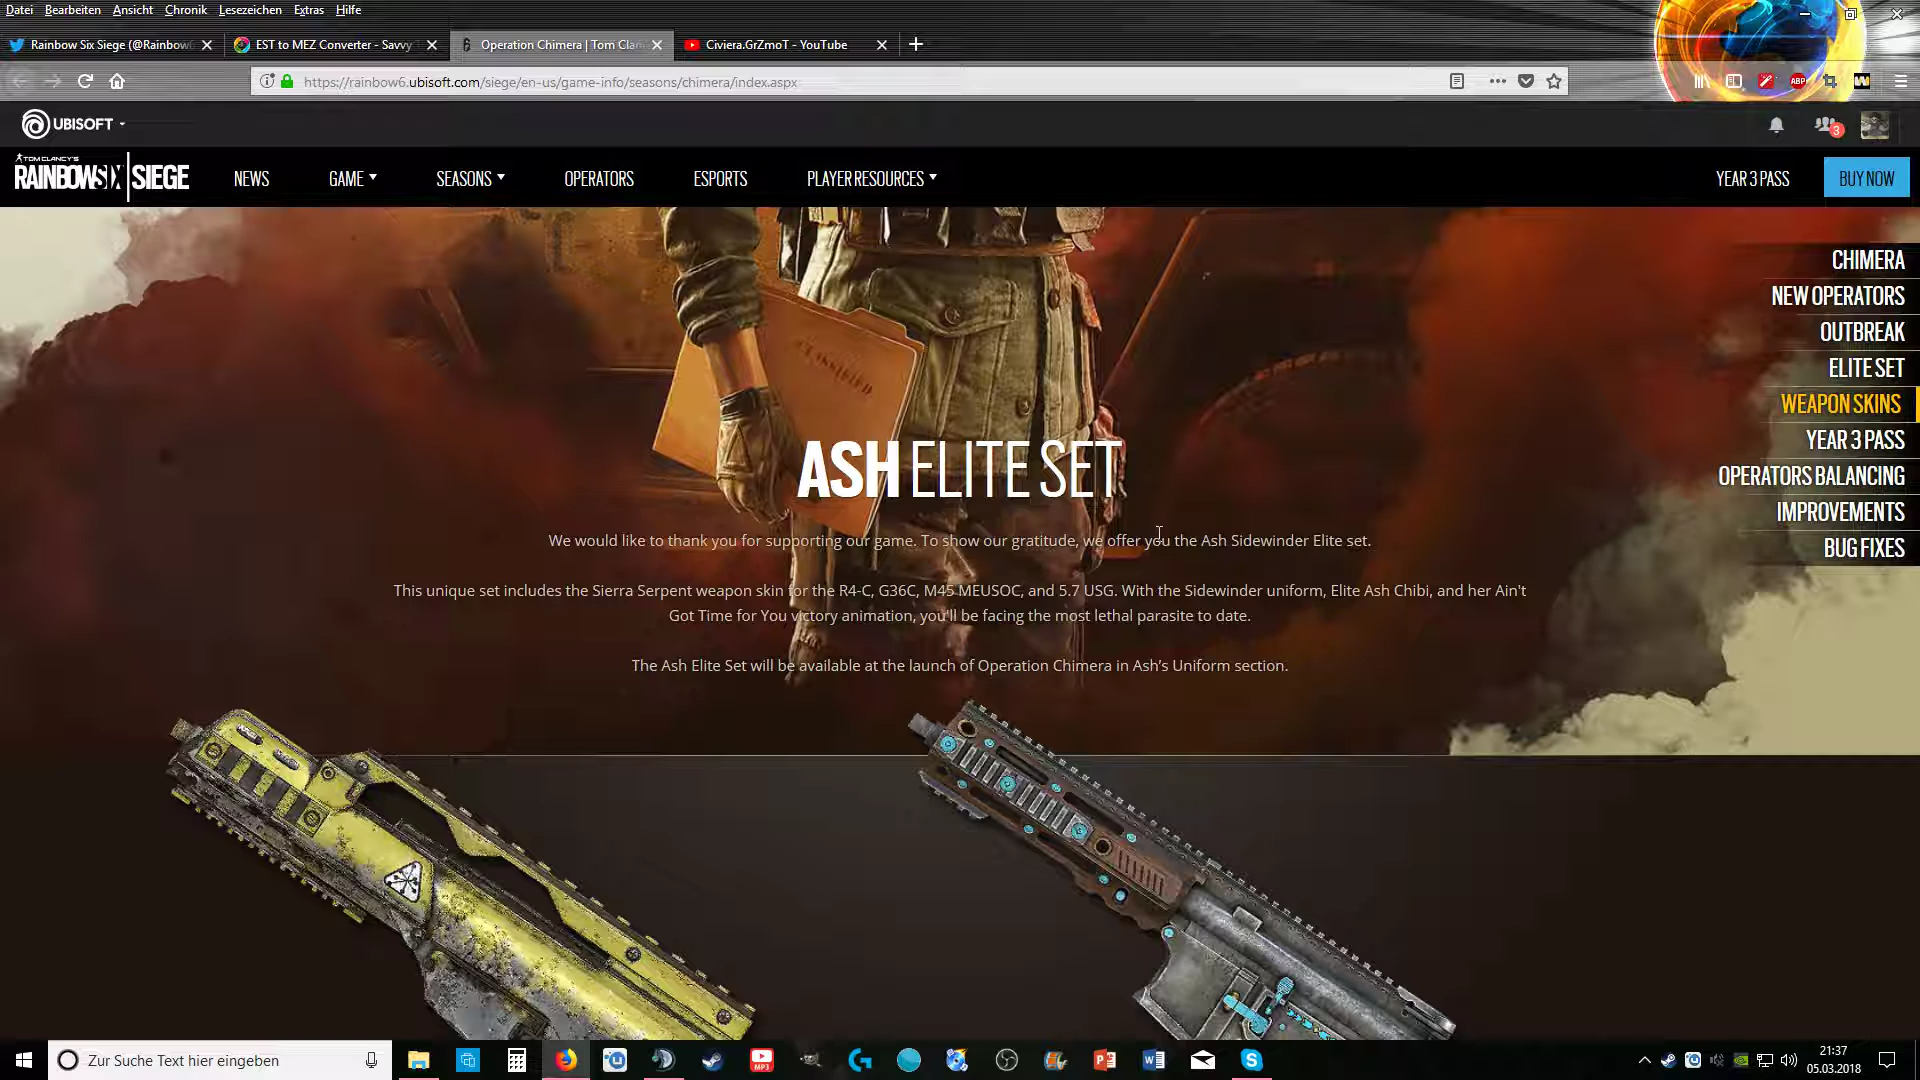 Datei Bearbeiten Ansicht Chronik Lesezeichen Extras Hilfe
Rainbow Six Siege (@Rainbow6 EST to MEZ Converter - Savvy T Operation Chimera | Tom Clan Civiera.GrZmoT - YouTube
https://rainbow6.ubisoft.com/siege/en-us/game-info/seasons/chimera/index.aspx
ABP
UBISOFT
3
TOM CLANCY'S
RAINBOW SIX | SIEGE
NEWS GAME SEASONS OPERATORS ESPORTS PLAYER RESOURCES YEAR 3 PASS BUY NOW
CHIMERA
NEW OPERATORS
OUTBREAK
ELITE SET
WEAPON SKINS
YEAR 3 PASS
OPERATORS BALANCING
IMPROVEMENTS
BUG FIXES
CLASSIFIED
ASH ELITE SET
We would like to thank you for supporting our game. To show our gratitude, we offer you the Ash Sidewinder Elite set.
This unique set includes the Sierra Serpent weapon skin for the R4-C, G36C, M45 MEUSOC, and 5.7 USG. With the Sidewinder uniform, Elite Ash Chibi, and her Ain't
Got Time for You victory animation, you'll be facing the most lethal parasite to date.
The Ash Elite Set will be available at the launch of Operation Chimera in Ash's Uniform section.
Zur Suche Text hier eingeben
MP3
21:37
05.03.2018